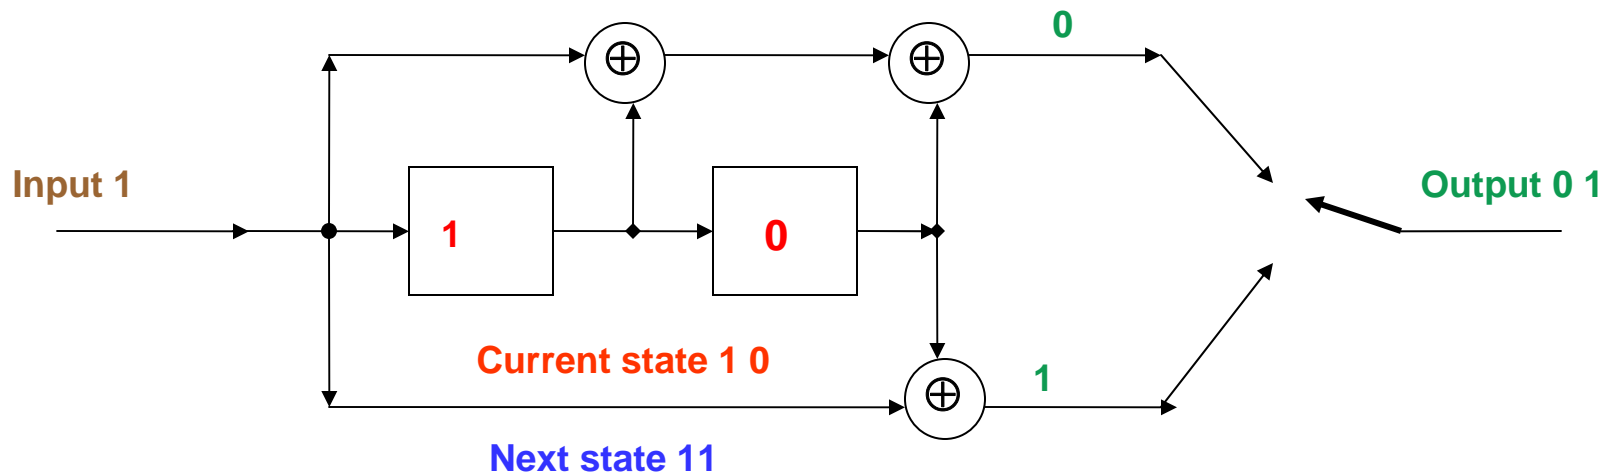 0
Input 1
Output 0 1
1
0
Current state 1 0
1
Next state 11